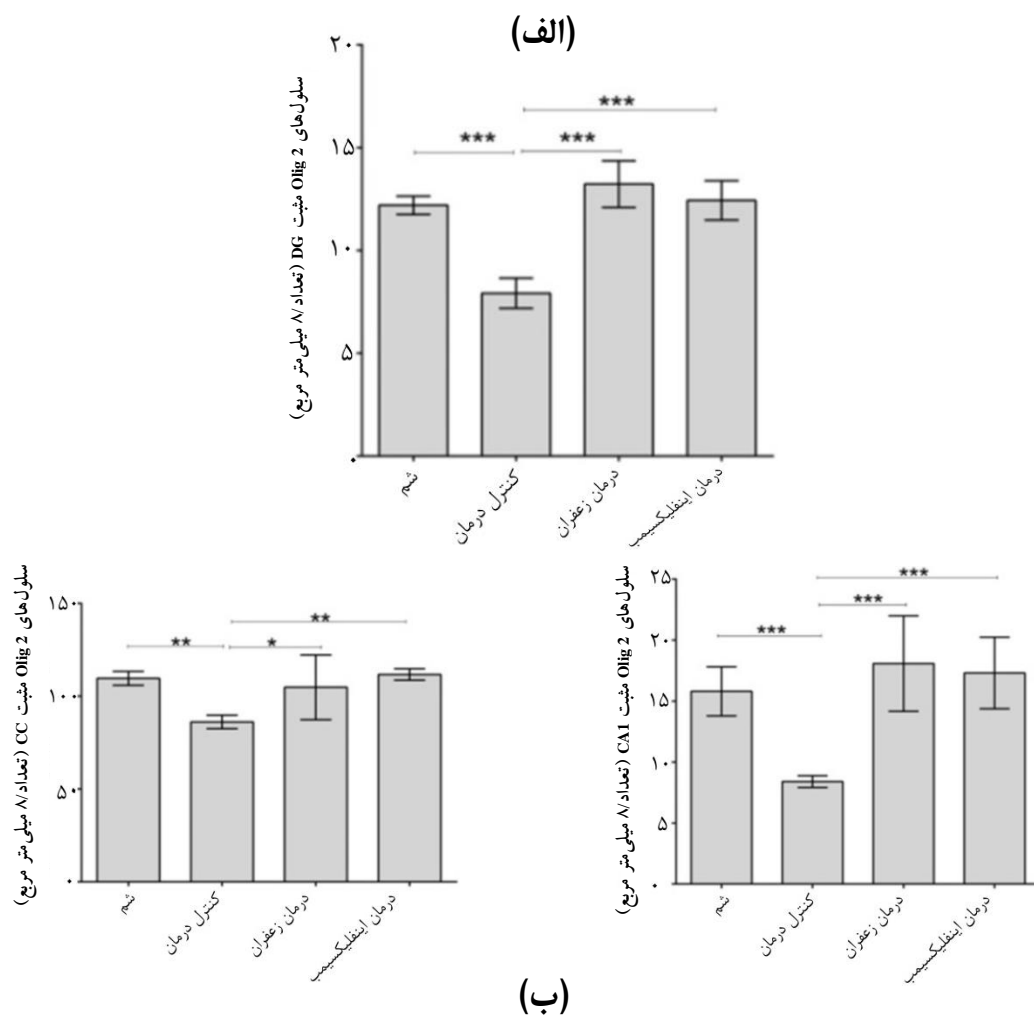 (الف)
سلول‌های Olig 2 مثبت DG (تعداد/۸ میلی‌متر مربع)
۲۰
۱۵
۱۰
۵
۰
***
***
***
شم
کنترل درمان
درمان زعفران
درمان اینفلیکسیمب
سلول‌های Olig 2 مثبت CA1 (تعداد/۸ میلی‌متر مربع)
۲۵
۲۰
۱۵
۱۰
۵
۰
***
***
***
شم
کنترل درمان
درمان زعفران
درمان اینفلیکسیمب
سلول‌های Olig 2 مثبت CC (تعداد/۸ میلی‌متر مربع)
۱۵۰
۱۰۰
۵۰
۰
**
**
*
شم
کنترل درمان
درمان زعفران
درمان اینفلیکسیمب
(ب)